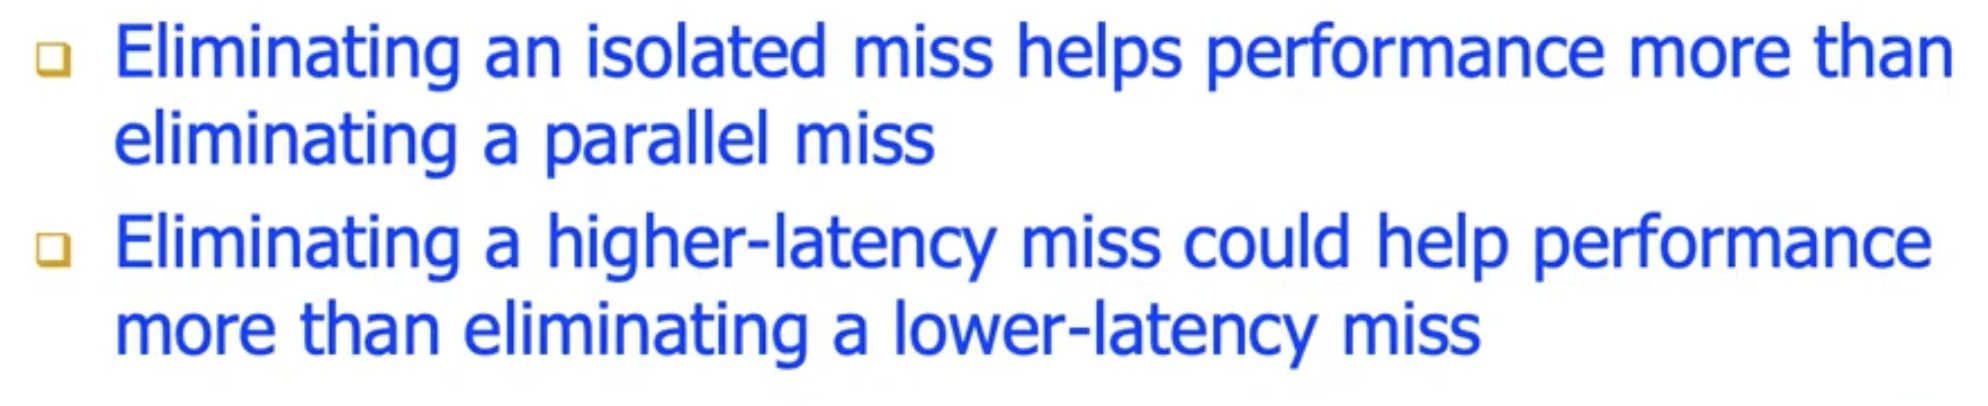 Eliminating an isolated miss helps performance more than
eliminating a parallel miss
Eliminating a higher-latency miss could help performance
more than eliminating a lower-latency miss